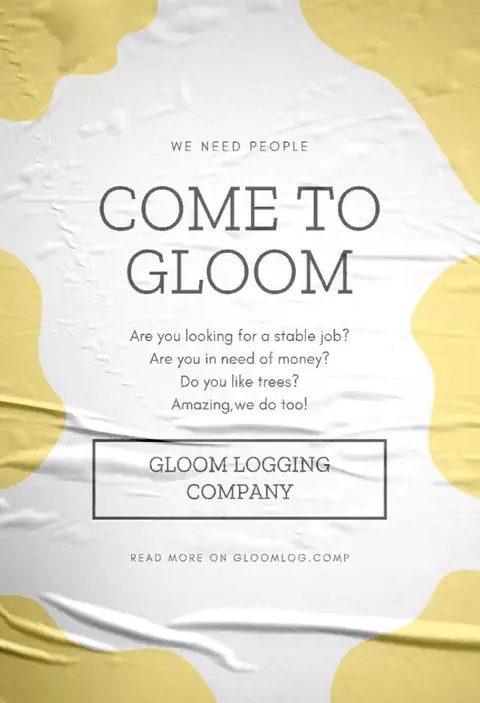 WE NEED PEOPLE
COME TO
GLOOM
Are you looking for a stable job?
Are you in need of money?
Do you like trees?
Amazing,we do too!
GLOOM LOGGING
COMPANY
READ MORE ON GLOOMLOG.COMP